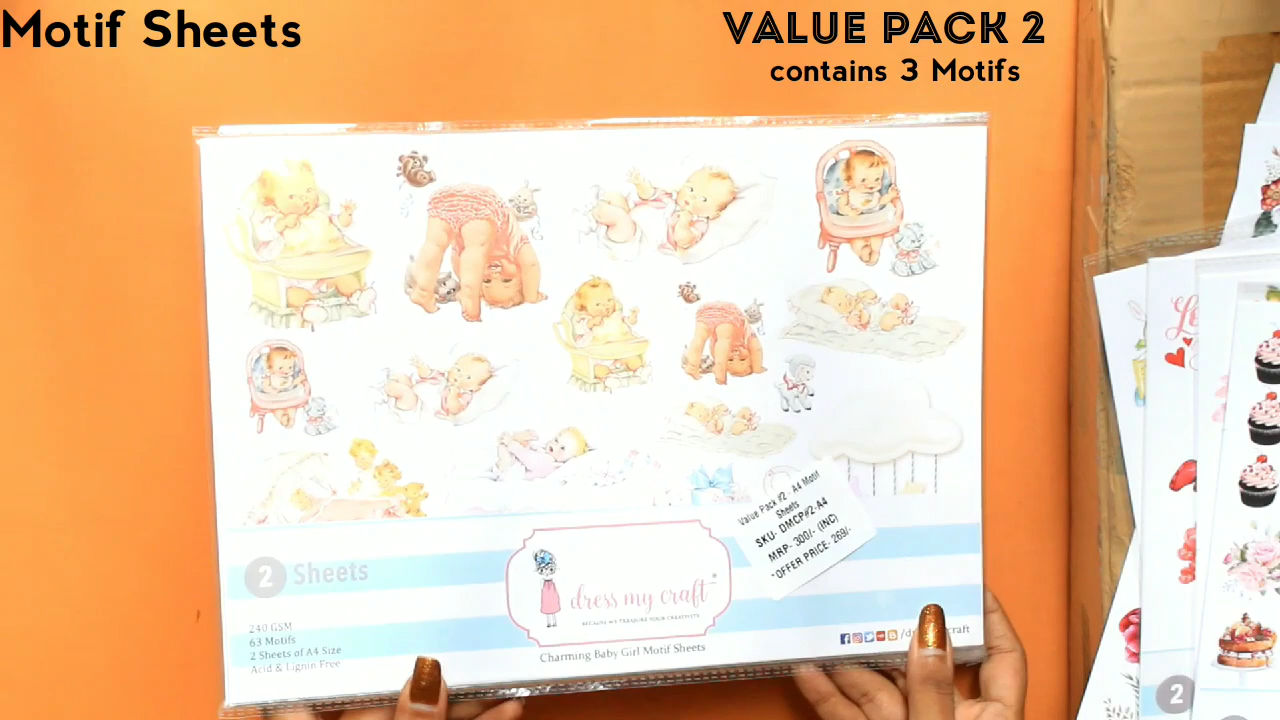 Motif Sheets
VALUE PACK 2
contains 3 Motifs
Value Pack #2 - A4 Motif
Sheets
SKU- DMCP#2-A4
MRP- 300/- (INC)
*OFFER PRICE- 269/-
2 Sheets
dress my craft
240 GSM
63 Motifs
2 Sheets of A4 Size
Acid & Lignin Free
Charming Baby Girl Motif Sheets
2